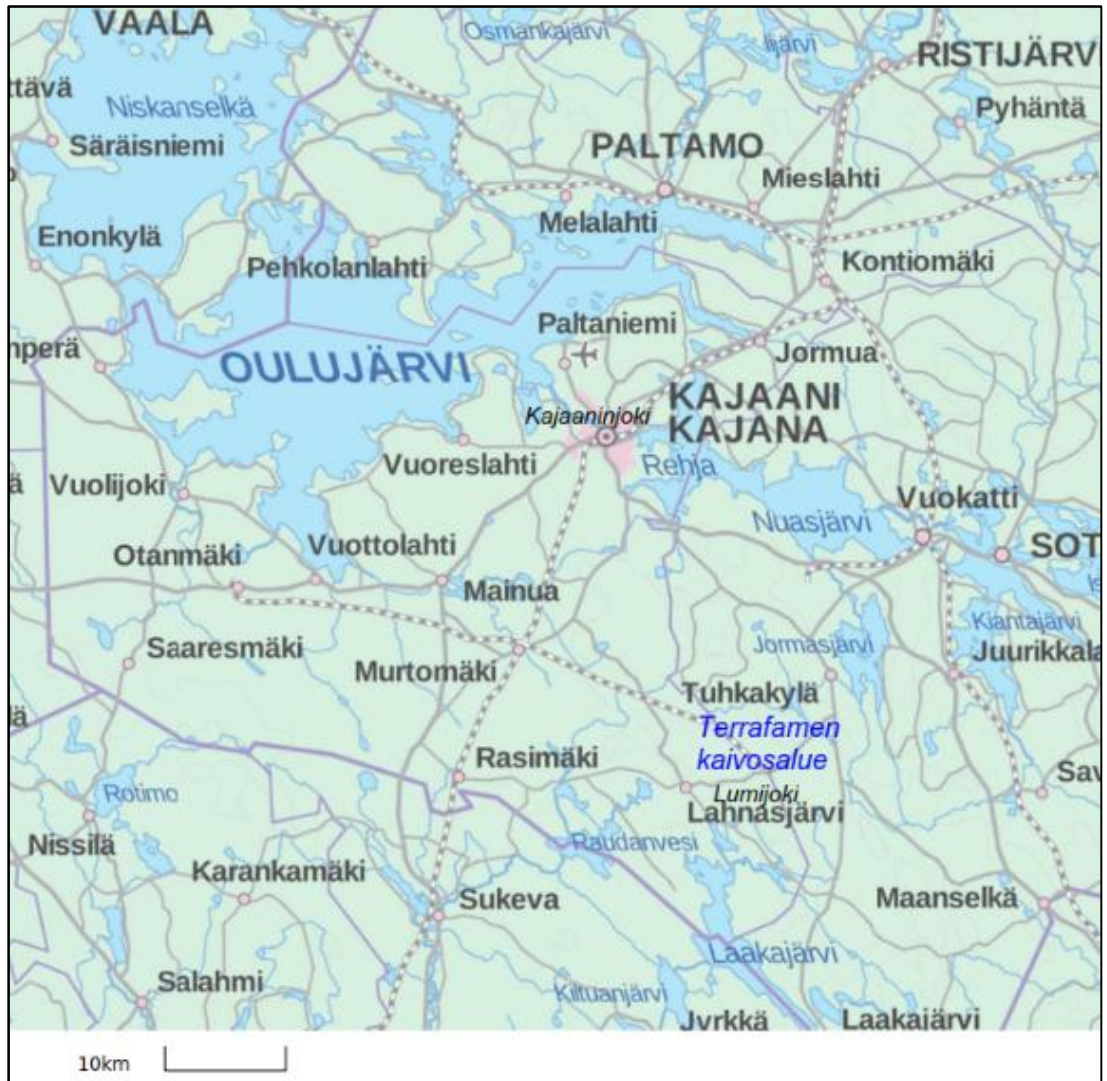 VAALA
Osmankajärvi
Iijärvi
RISTIJÄRV
ttävä
Niskanselkä
Pyhäntä
Säräisniemi
PALTAMO
Mieslahti
Melalahti
Enonkylä
Pehkolanlahti
Kontiomäki
Paltaniemi
nperä
OULUJÄRVI
Jormua
KAJAANI
KAJANA
Kajaaninjoki
Vuoreslahti
Rehja
Vuolijoki
Vuokatti
Nuasjärvi
Otanmäki
Vuottolahti
SOT
Mainua
Kiantajärvi
Saaresmäki
Murtomäki
Jormasjärvi
Juurikkala
Tuhkakylä
Terrafamen
kaivosalue
lä
Rasimäki
Sav
Rotimo
Lumijoki
Lahnasjärvi
Nissilä
Raudanvesi
Karankamäki
Sukeva
Maanselkä
Laakajärvi
Salahmi
Kiltuanjärvi
Jyrkkä
Laakajärvi
10km